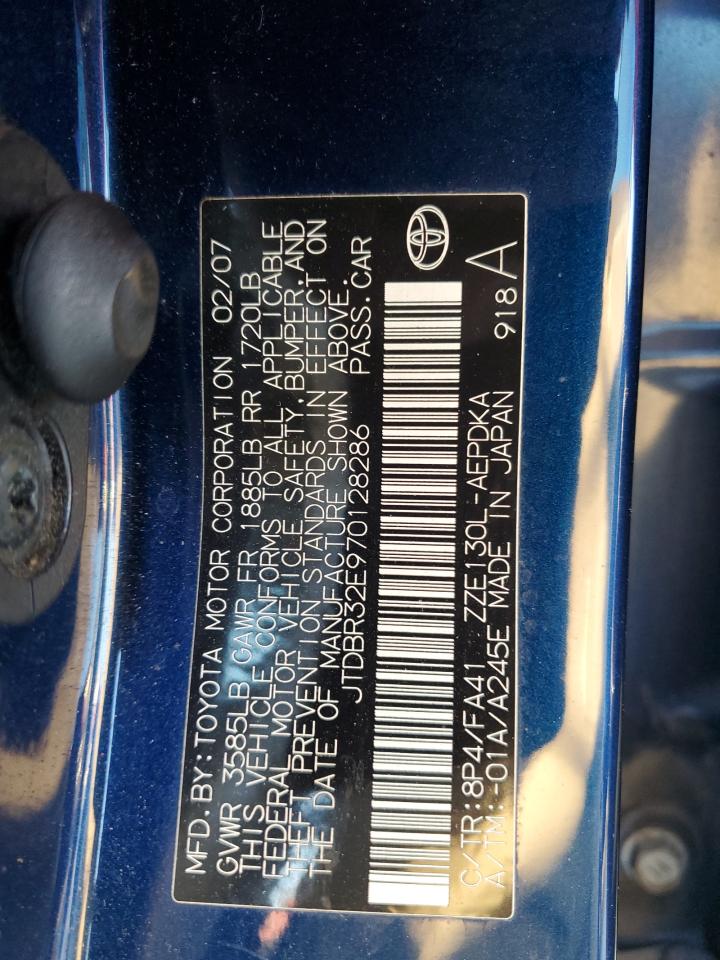 MFD. BY: TOYOTA MOTOR CORPORATION 02/07
GVWR 3585LB GAWR FR 1885LB RR 1720LB
THIS VEHICLE CONFORMS TO ALL APPLICABLE
FEDERAL MOTOR VEHICLE SAFETY, BUMPER, AND
THEFT PREVENTION STANDARDS IN EFFECT ON
THE DATE OF MANUFACTURE SHOWN ABOVE.
JTDBR32E970128286 PASS. CAR
C/TR: 8P4/FA41 ZZE130L-AEPDKA
A/TM: -01A/A245E MADE IN JAPAN 918 A